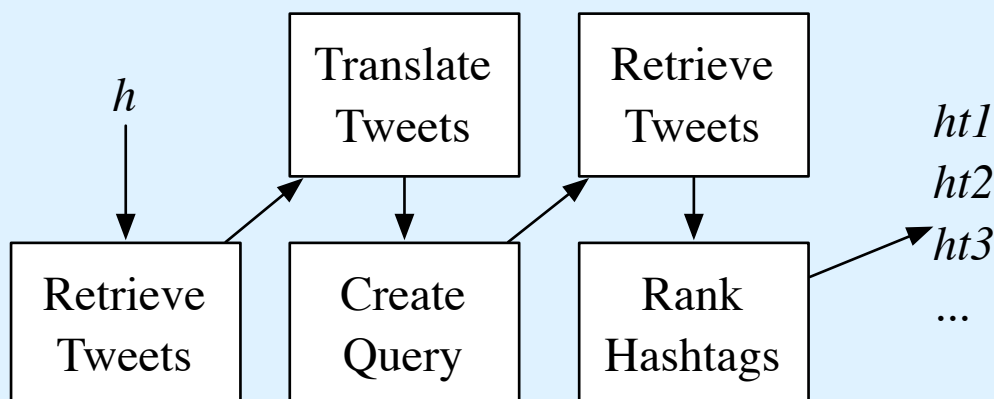 h
Retrieve
Tweets
Translate
Tweets
Create
Query
Retrieve
Tweets
Rank
Hashtags
ht1
ht2
ht3
...